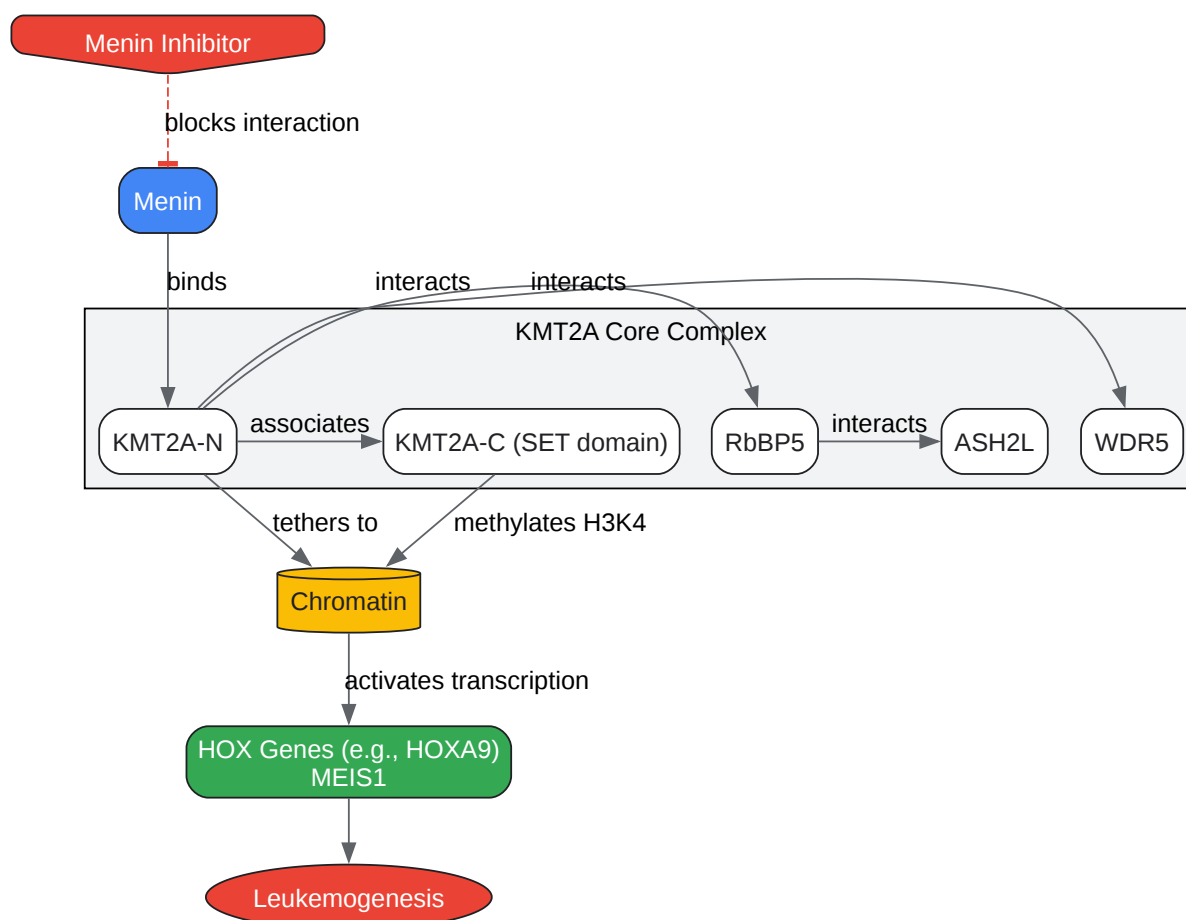 Menin Inhibitor
blocks interaction
Menin
binds
interacts
interacts
KMT2A Core Complex
KMT2A-N
associates
KMT2A-C (SET domain)
RbBP5
interacts
ASH2L
WDR5
tethers to
methylates H3K4
Chromatin
activates transcription
HOX Genes (e.g., HOXA9)
MEIS1
Leukemogenesis